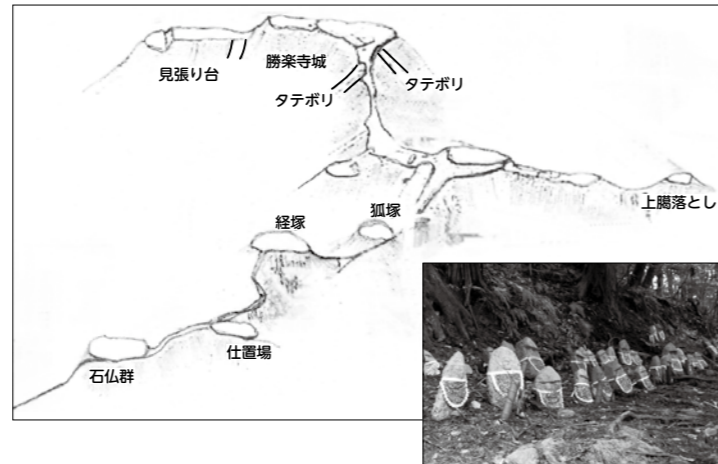 見張り台
勝楽寺城
タテボリ
タテボリ
上臈落とし
狐塚
経塚
仕置場
石仏群